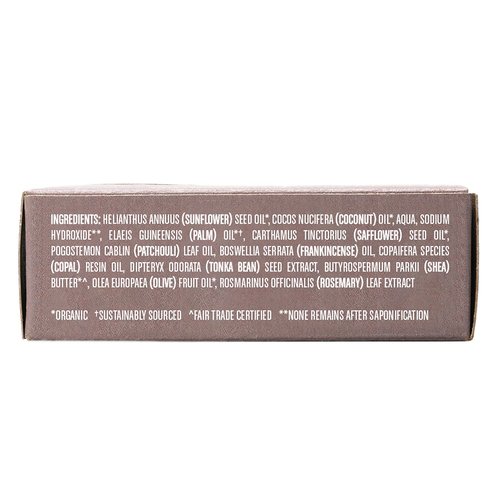 INGREDIENTS: HELIANTHUS ANNUUS (SUNFLOWER) SEED OIL*, COCOS NUCIFERA (COCONUT) OIL*, AQUA, SODIUM
HYDROXIDE**, ELAEIS GUINEENSIS (PALM) OIL*†, CARTHAMUS TINCTORIUS (SAFFLOWER) SEED OIL*,
POGOSTEMON CABLIN (PATCHOULI) LEAF OIL, BOSWELLIA SERRATA (FRANKINCENSE) OIL, COPAIFERA SPECIES
(COPAL) RESIN OIL, DIPTERYX ODORATA (TONKA BEAN) SEED EXTRACT, BUTYROSPERMUM PARKII (SHEA)
BUTTER*^, OLEA EUROPAEA (OLIVE) FRUIT OIL*, ROSMARINUS OFFICINALIS (ROSEMARY) LEAF EXTRACT
*ORGANIC †SUSTAINABLY SOURCED ^FAIR TRADE CERTIFIED **NONE REMAINS AFTER SAPONIFICATION